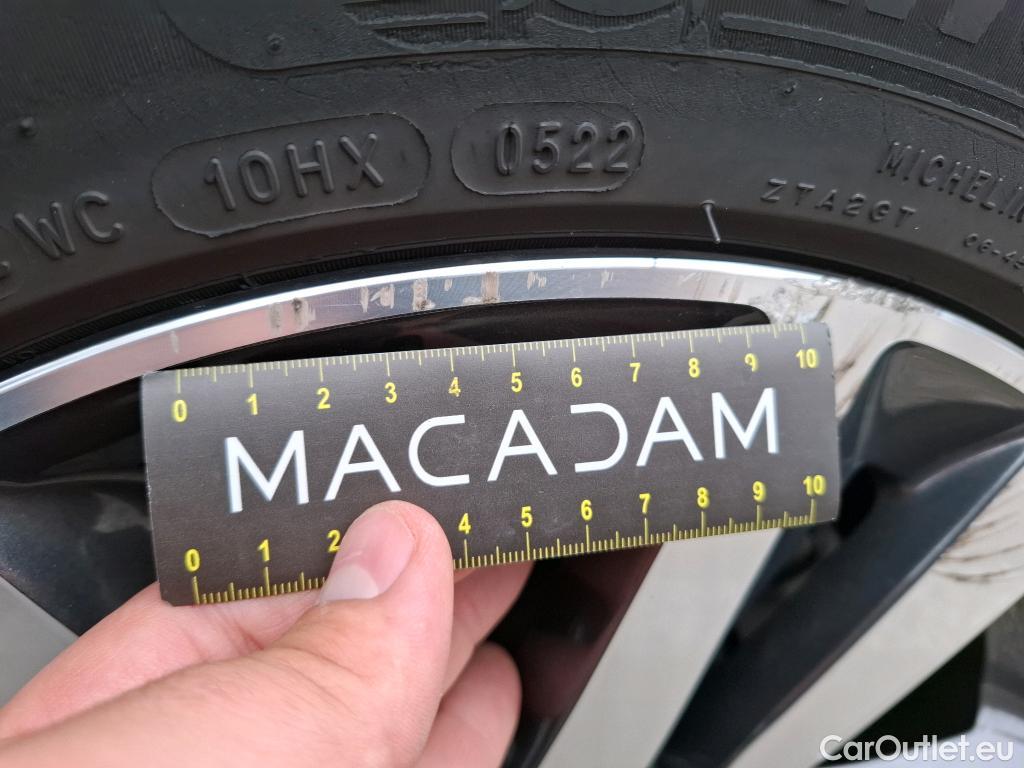 WC 10HX 0522
ZTA2GT
MICHELIN
0 1 2 3 4 5 6 7 8 9 10
MACADAM
0 1 2 4 5 6 7 8 9 10
CarOutlet.eu